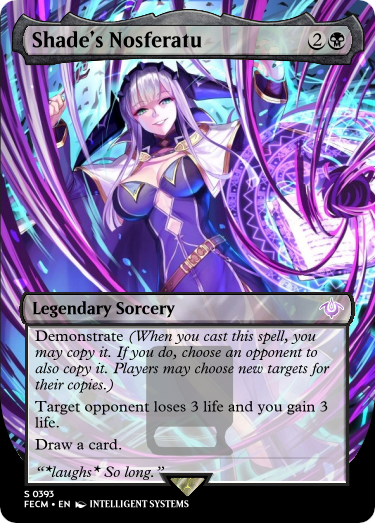 Shade's Nosferatu 2
Legendary Sorcery
Demonstrate (When you cast this spell, you
may copy it. If you do, choose an opponent to
also copy it. Players may choose new targets for
their copies.)
Target opponent loses 3 life and you gain 3
life.
Draw a card.
“*laughs* So long.”
S 0393
FECM • EN INTELLIGENT SYSTEMS